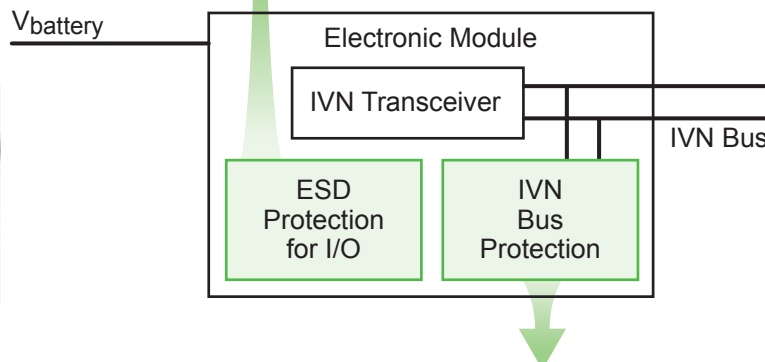 Vbattery
Electronic Module
IVN Transceiver
IVN Bus
ESD
Protection
for I/O
IVN
Bus
Protection